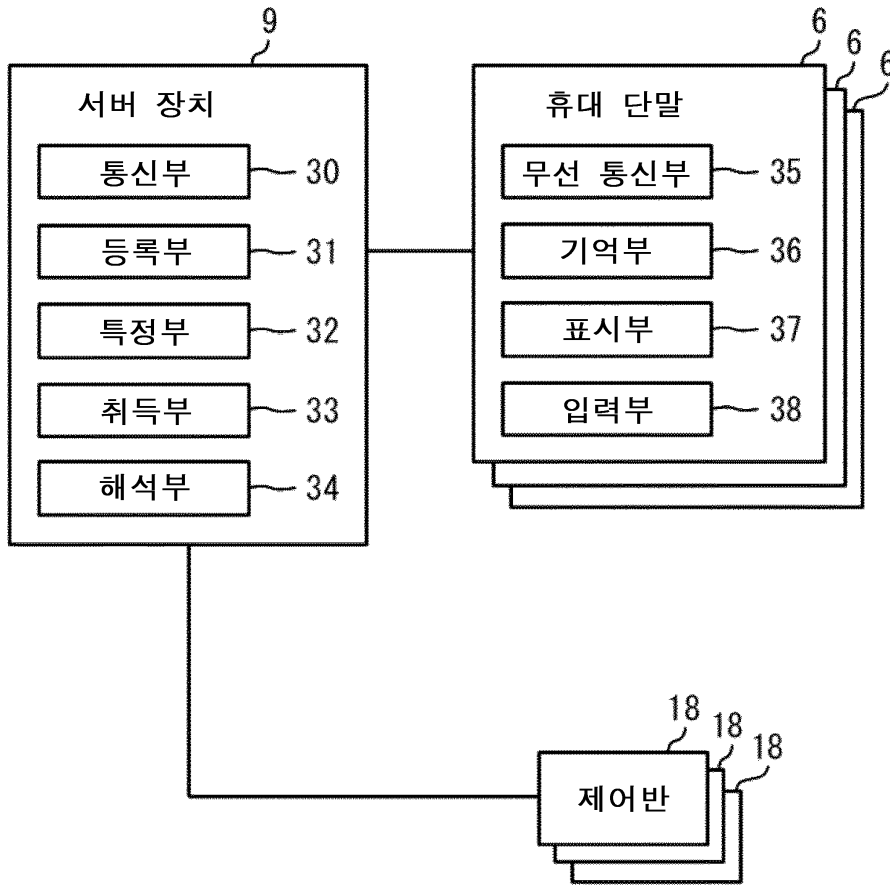 9
서버 장치
통신부 30
등록부 31
특정부 32
취득부 33
해석부 34
6
6
6
휴대 단말
무선 통신부 35
기억부 36
표시부 37
입력부 38
18
18
18
제어반